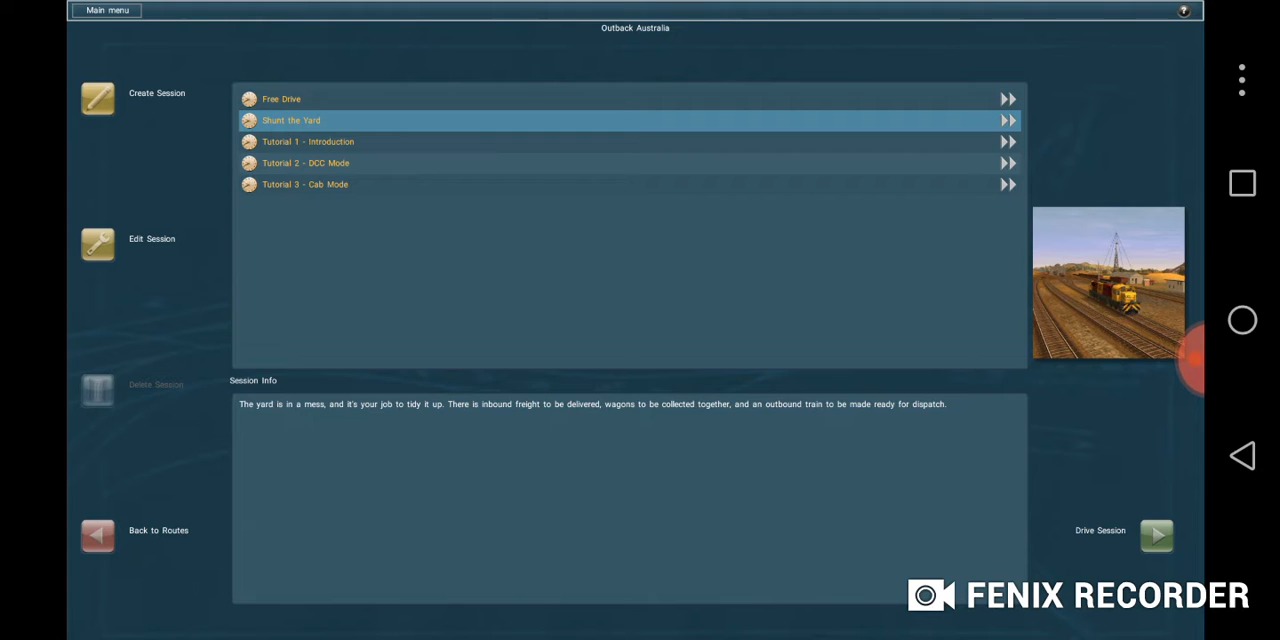 Main menu
?
Outback Australia
Create Session
Free Drive
Shunt the Yard
Tutorial 1 - Introduction
Tutorial 2 - DCC Mode
Tutorial 3 - Cab Mode
Edit Session
Delete Session
Session Info
The yard is in a mess, and it's your job to tidy it up. There is inbound freight to be delivered, wagons to be collected together, and an outbound train to be made ready for dispatch.
Back to Routes
Drive Session
FENIX RECORDER